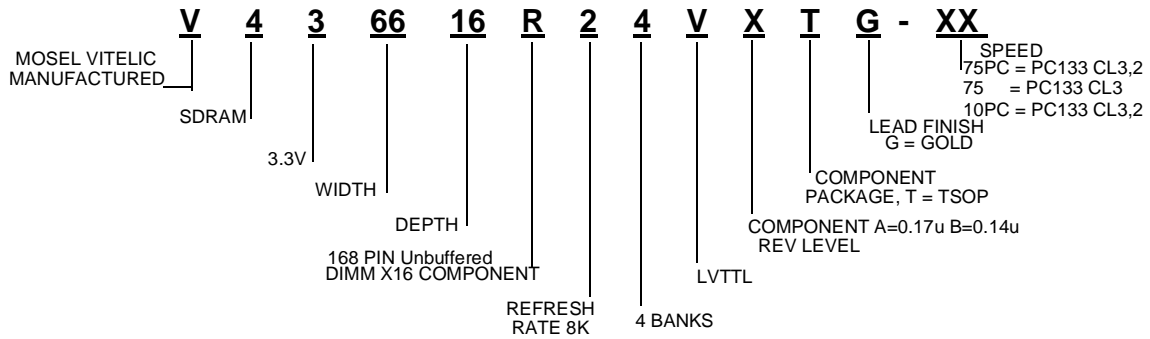 V 4 3 66 16 R 2 4 V X T G - XX
MOSEL VITELIC
MANUFACTURED
SDRAM
3.3V
WIDTH
DEPTH
168 PIN Unbuffered
DIMM X16 COMPONENT
REFRESH
RATE 8K
4 BANKS
LVTTL
COMPONENT A=0.17u B=0.14u
REV LEVEL
COMPONENT
PACKAGE, T = TSOP
LEAD FINISH
G = GOLD
SPEED
75PC = PC133 CL3,2
75 = PC133 CL3
10PC = PC133 CL3,2